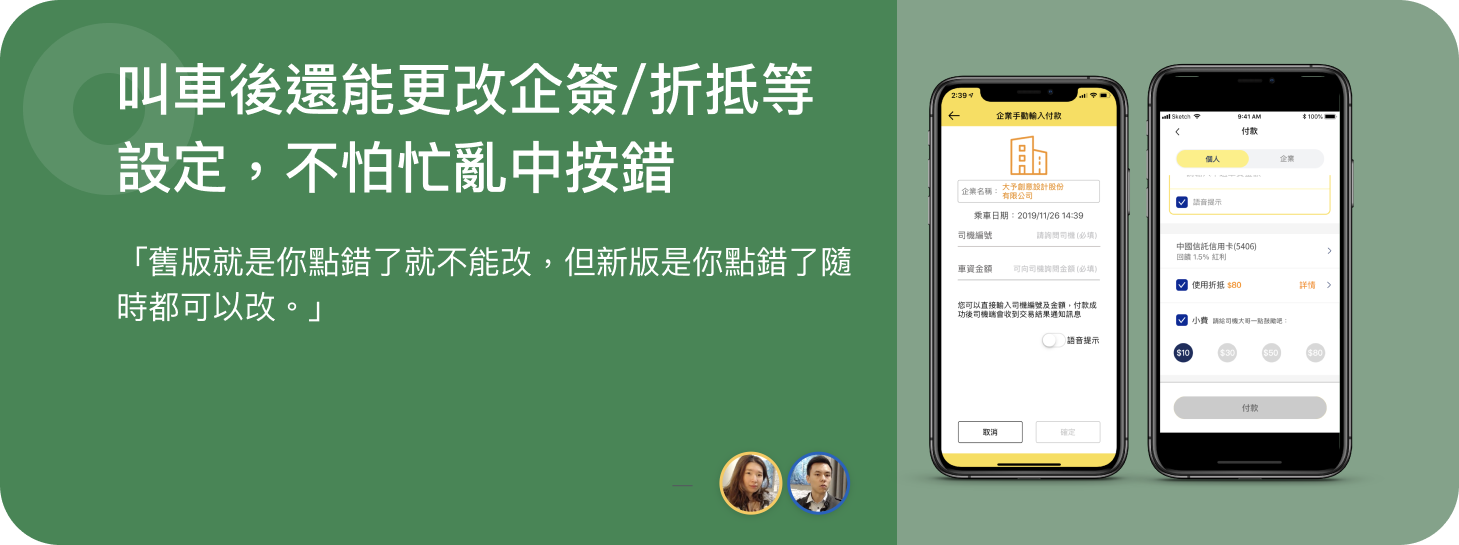 叫車後還能更改企簽/折抵等
設定，不怕忙亂中按錯
「舊版就是你點錯了就不能改，但新版是你點錯了隨
時都可以改。」
2:39
企業手動輸入付款
企業名稱：大予創意設計股份
有限公司
乘車日期：2019/11/26 14:39
司機編號 請詢問司機 (必填)
車資金額 可向司機詢問金額 (必填)
您可以直接輸入司機編號及金額，付款成
功後司機端會收到交易結果通知訊息
語音提示
取消 確定
Sketch 9:41 AM 100%
付款
個人 企業
語音提示
中國信託信用卡(5406)
回饋 1.5% 紅利
使用折抵 $80 詳情
小費 請給司機大哥一點鼓勵吧：
$10 $30 $50 $80
付款